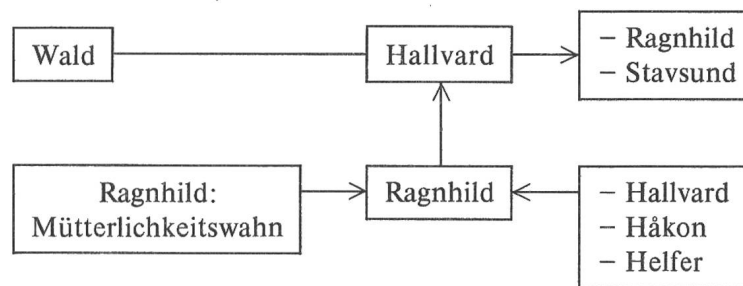 Wald
Hallvard
– Ragnhild
– Stavsund
Ragnhild:
Mütterlichkeitswahn
Ragnhild
– Hallvard
– Håkon
– Helfer